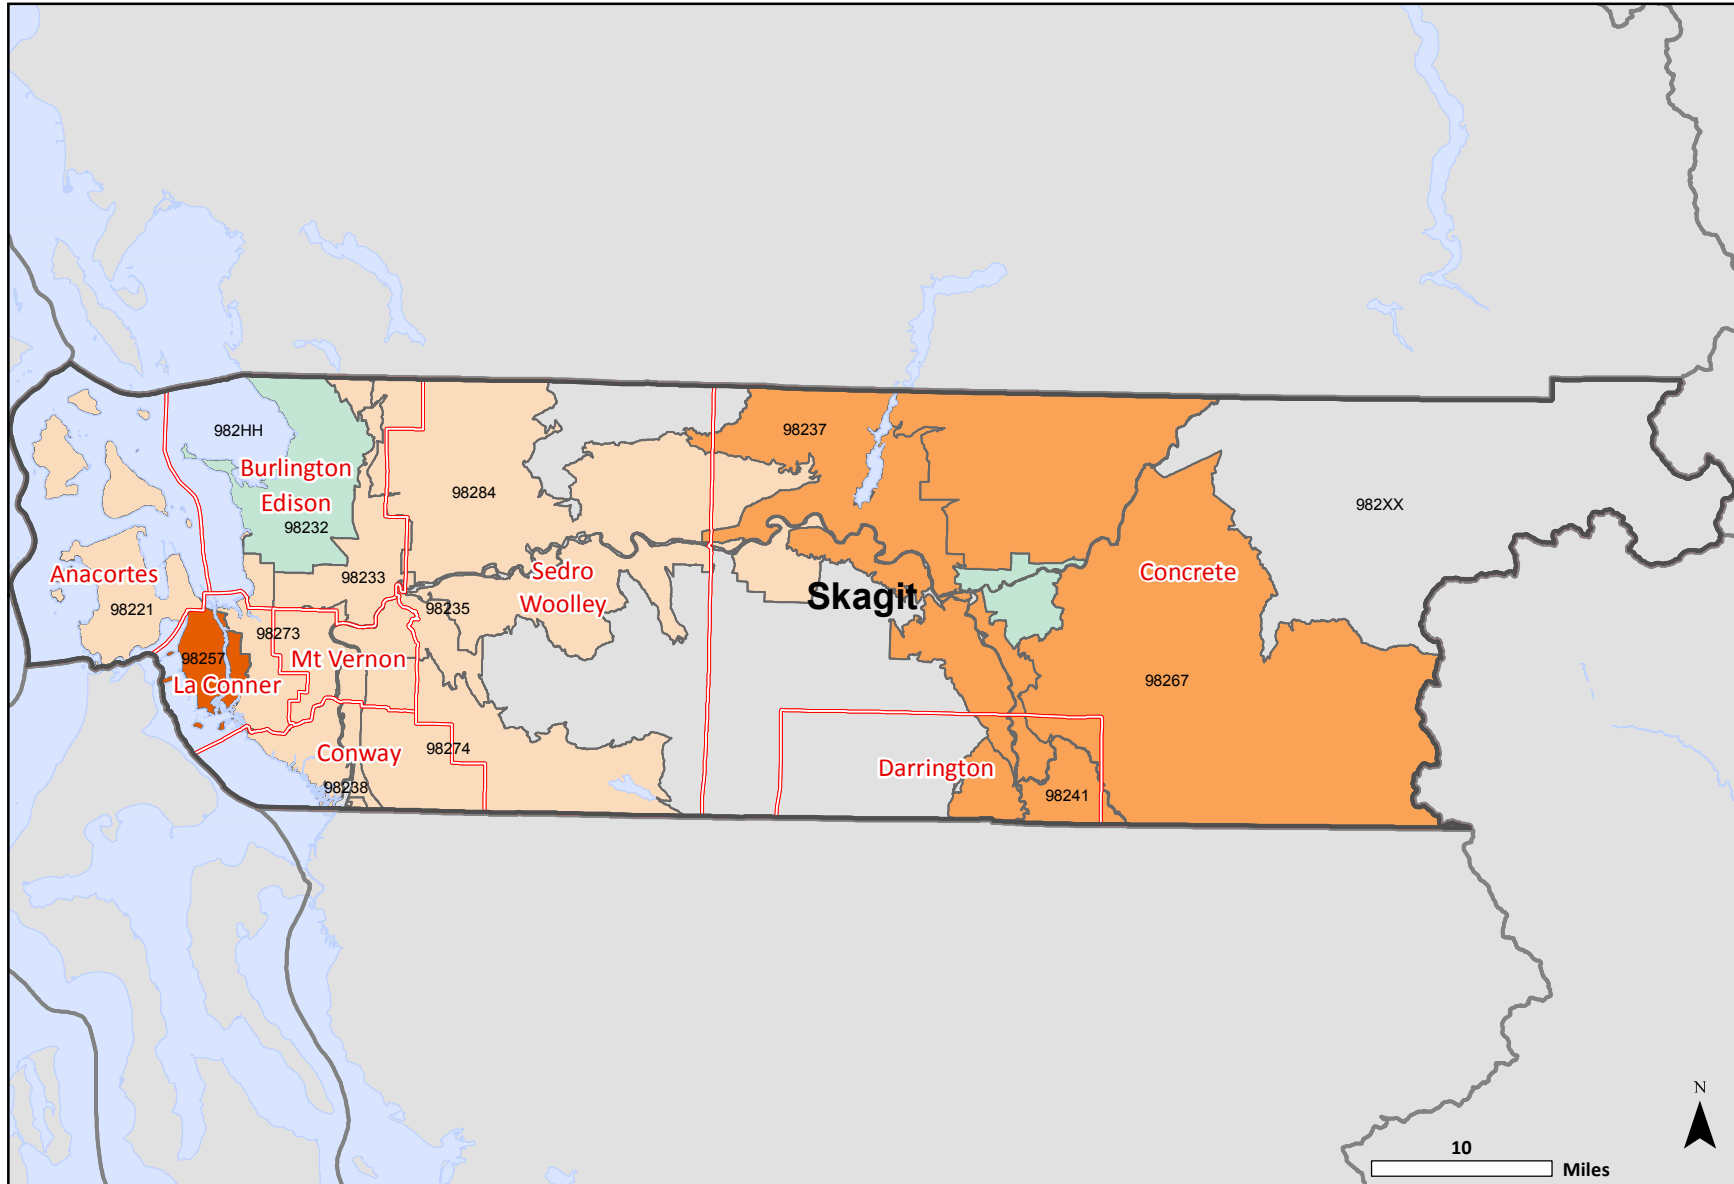 982HH
98237
Burlington
Edison
98232
98284
982XX
Anacortes
98221
98233
98235
Sedro
Woolley
Skagit
Concrete
98273
98257
Mt Vernon
La Conner
98267
Conway
98274
98238
Darrington
98241
N
10
Miles